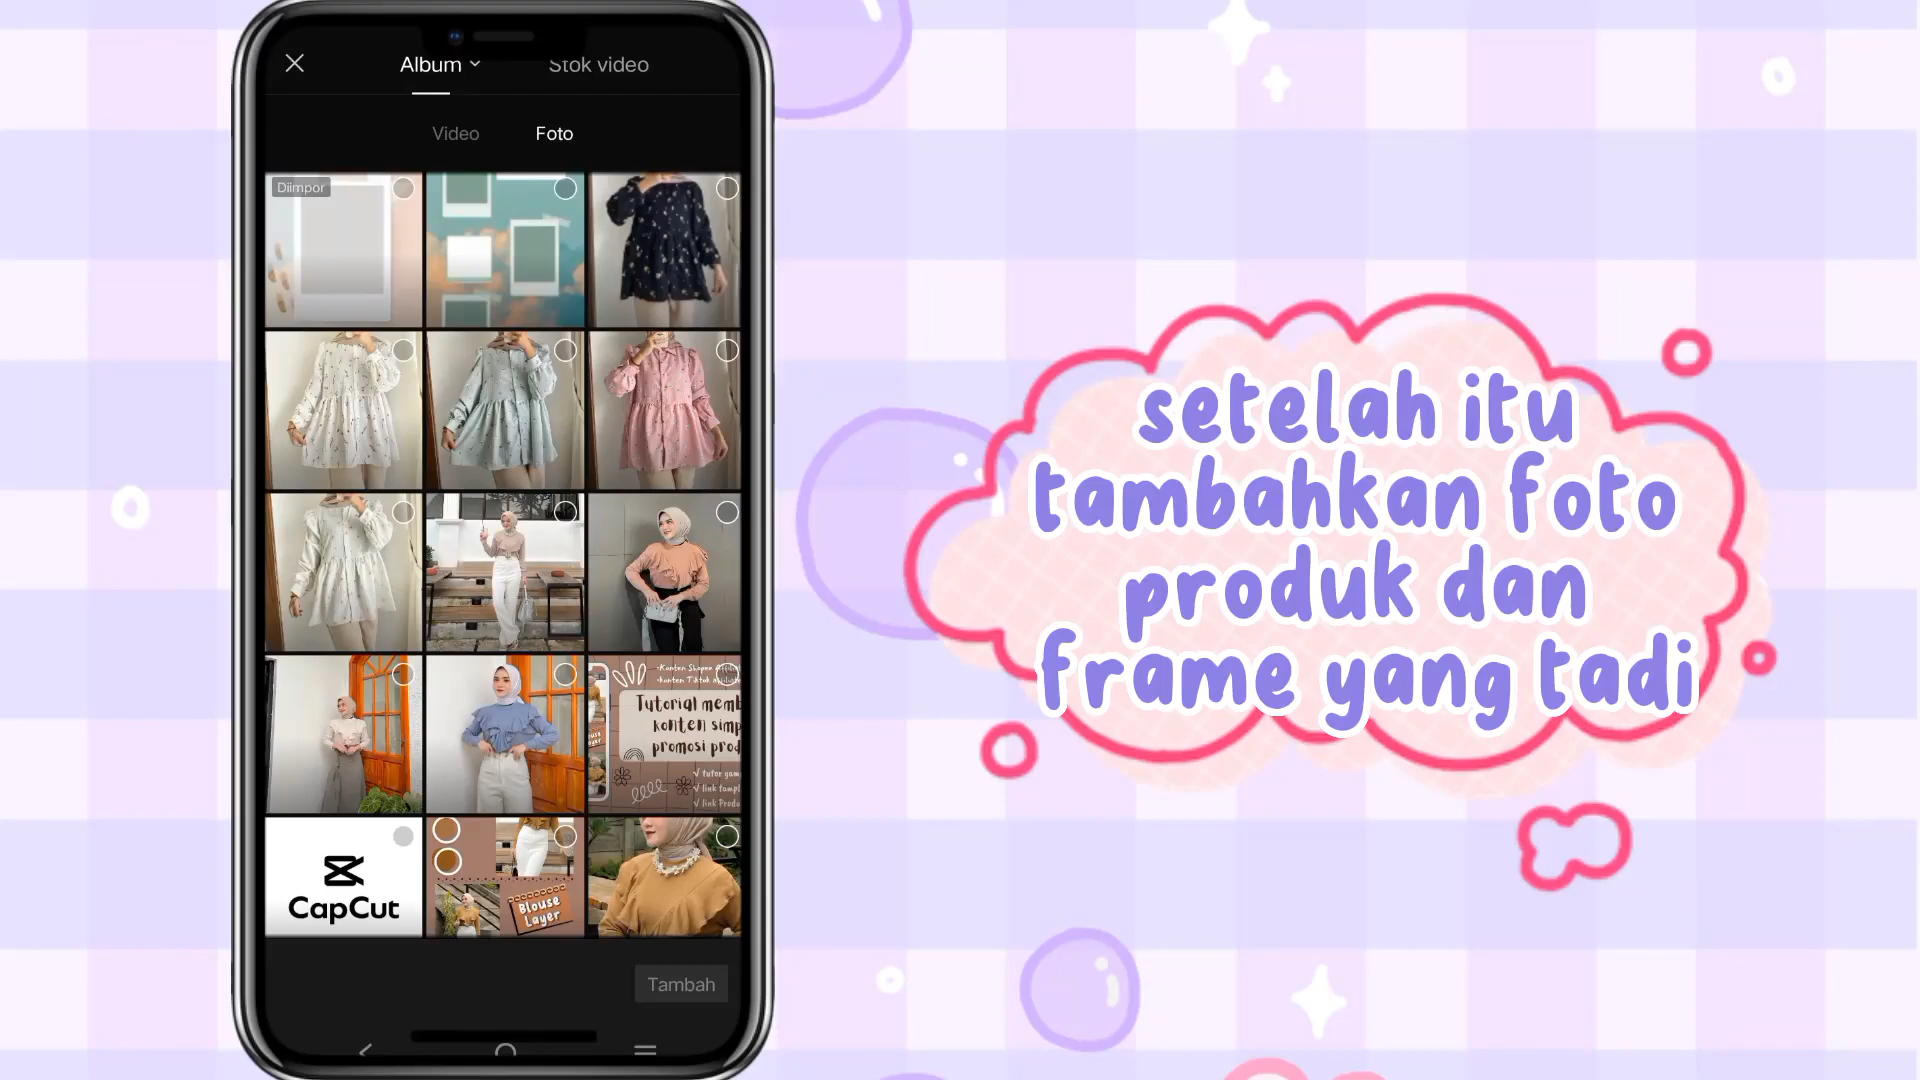 Album
Stok video
Video
Foto
Diimpor
setelah itu
tambahkan foto
produk dan
frame yang tadi
Tutorial memb
konten simp
promosi prod
CapCut
Blouse
Layer
Tambah